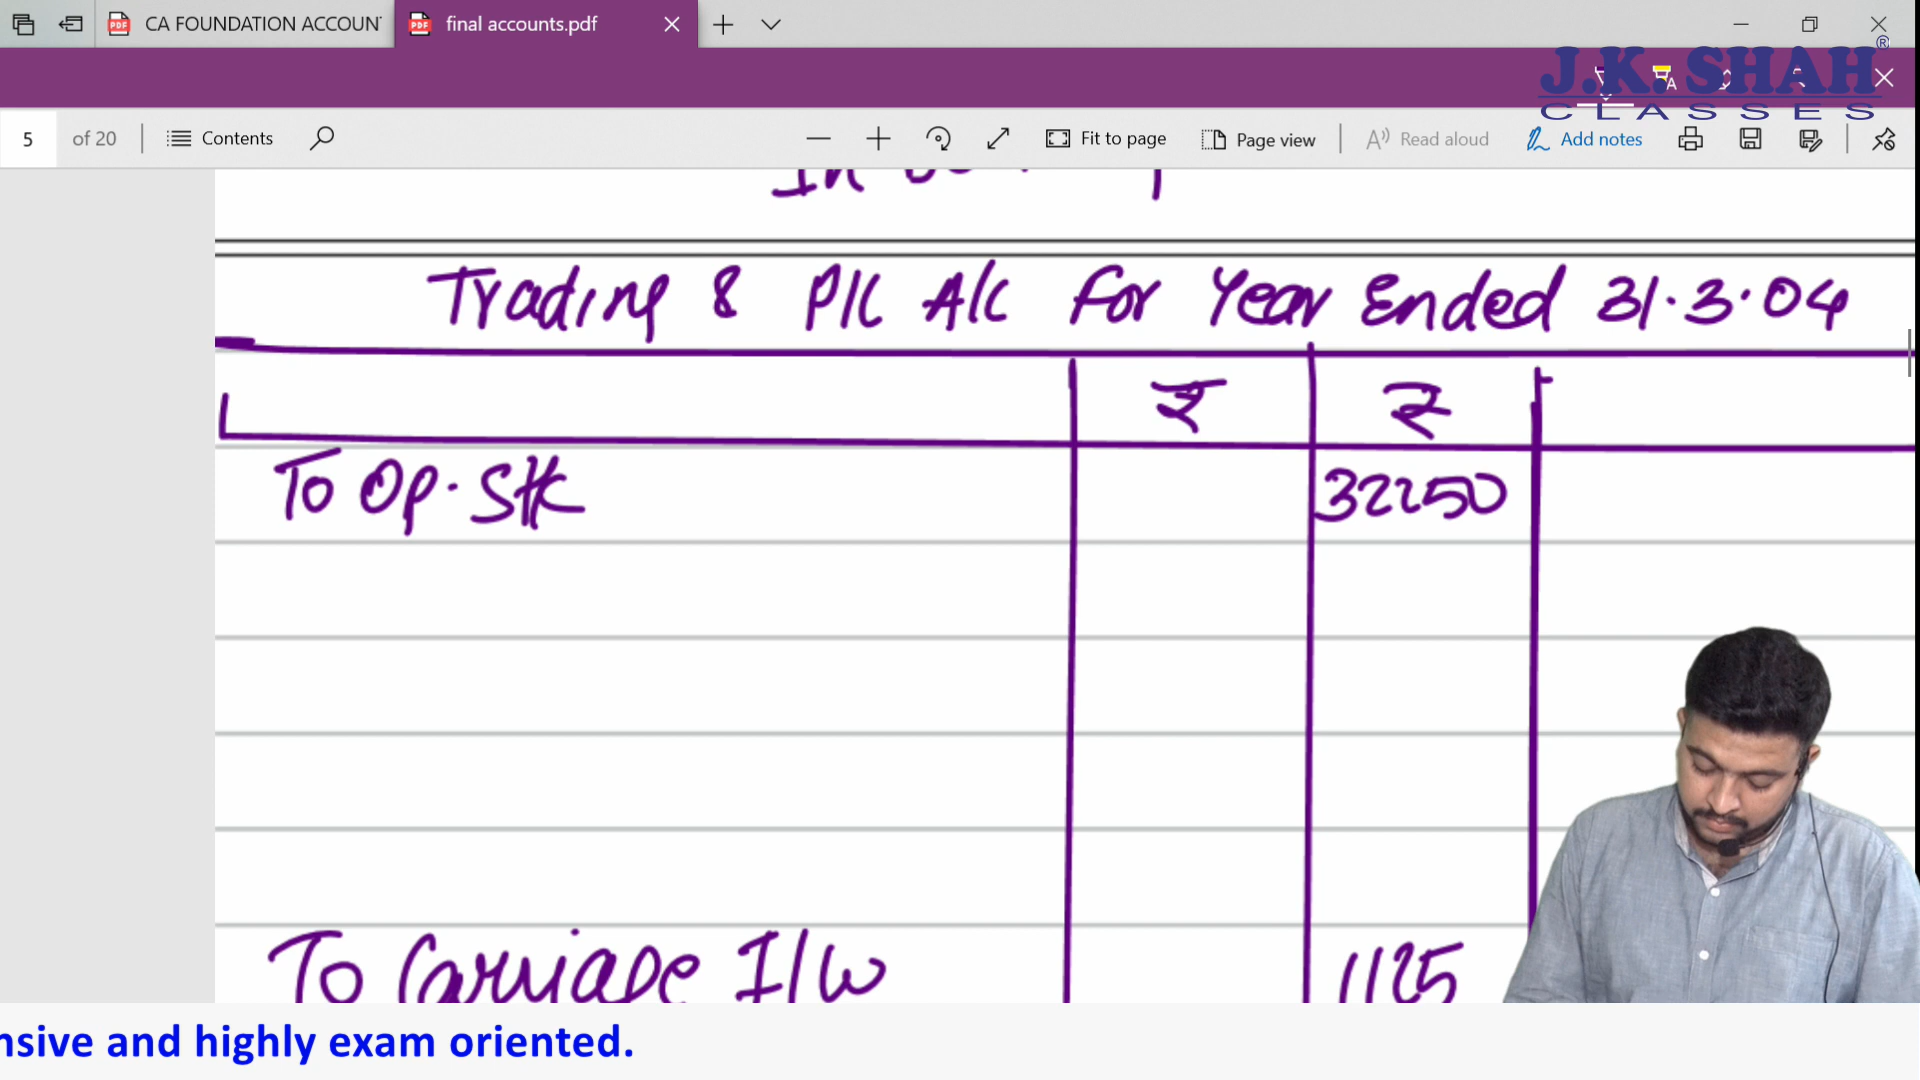 CA FOUNDATION ACCOUN
final accounts.pdf
J.K. SHAH®
CLASSES
5 of 20 Contents Fit to page Page view Read aloud Add notes
In
Trading & P/L A/C For Year Ended 31.3.04
₹ ₹
To Op. Stk 32250
To Carriage I/W 1125
nsive and highly exam oriented.